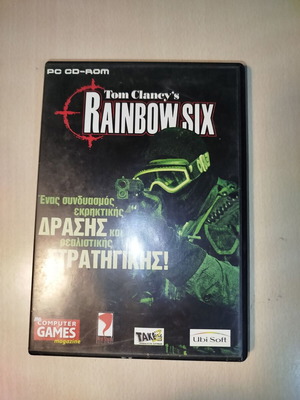 PC CD-ROM
Tom Clancy's
RAINBOW SIX
Ένας συνδυασμός
εκρηκτικής
ΔΡΑΣΗΣ και
ρεαλιστικής
ΣΤΡΑΤΗΓΙΚΗΣ!
COMPUTER
GAMES
magazine
TAKE
Ubi Soft